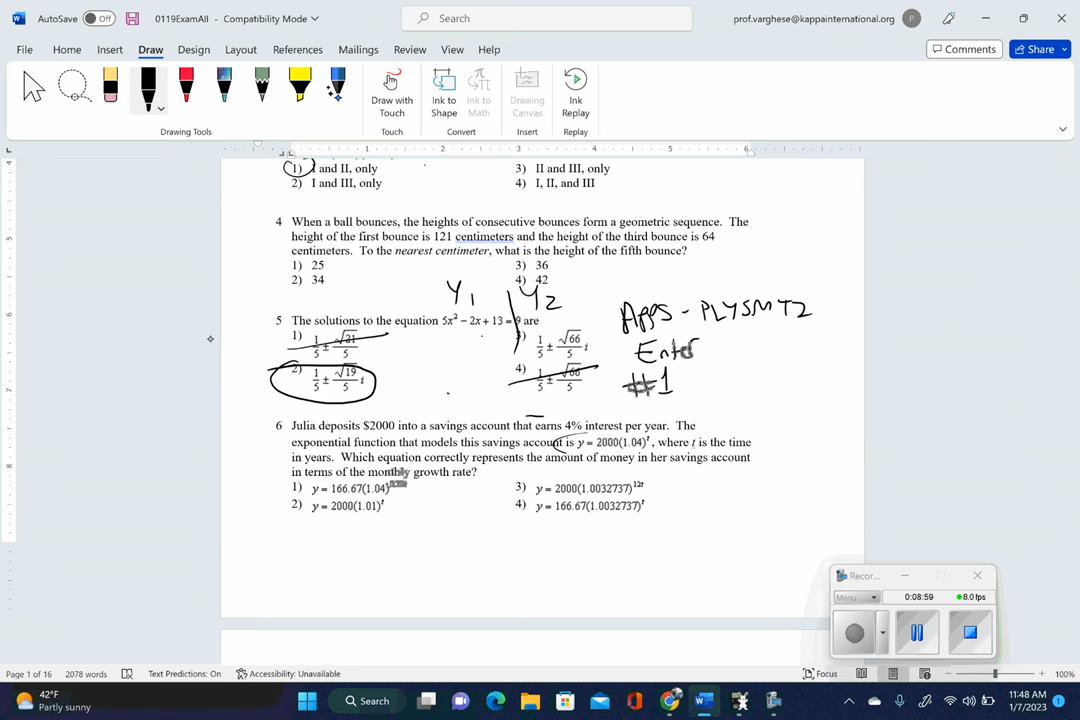 AutoSave Off 0119ExamAII - Compatibility Mode Search prof.varghese@kappainternational.org P
File Home Insert Draw Design Layout References Mailings Review View Help Comments Share
Draw with Touch Ink to Shape Ink to Math Drawing Canvas Ink Replay
Drawing Tools Touch Convert Insert Replay
1 2 3 4 5 6
1) I and II, only 3) II and III, only
2) I and III, only 4) I, II, and III
4 When a ball bounces, the heights of consecutive bounces form a geometric sequence. The
height of the first bounce is 121 centimeters and the height of the third bounce is 64
centimeters. To the nearest centimeter, what is the height of the fifth bounce?
1) 25 3) 36
2) 34 4) 42
Y1 Y2
Apps - PLYSMT2
5 The solutions to the equation 5x² − 2x + 13 = 9 are
1) 1/5 ± √21/5 3) 1/5 ± √66/5 i
Enter
2) 1/5 ± √19/5 i 4) 1/5 ± √66/5
#1
6 Julia deposits $2000 into a savings account that earns 4% interest per year. The
exponential function that models this savings account is y = 2000(1.04)^t, where t is the time
in years. Which equation correctly represents the amount of money in her savings account
in terms of the monthly growth rate?
1) y = 166.67(1.04) 3) y = 2000(1.0032737)^12t
2) y = 2000(1.01)^t 4) y = 166.67(1.0032737)^t
Recor...
Menu 0:08:59 8.0 fps
Page 1 of 16 2078 words Text Predictions: On Accessibility: Unavailable Focus 100%
42°F
Partly sunny
Search
11:48 AM
1/7/2023